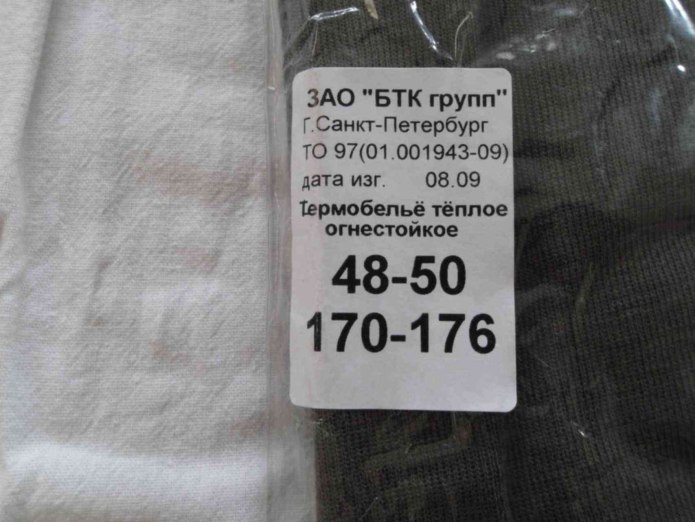 ЗАО "БТК групп"
Г.Санкт-Петербург
ТО 97(01.001943-09)
дата изг. 08.09
Термобельё тёплое
огнестойкое
48-50
170-176